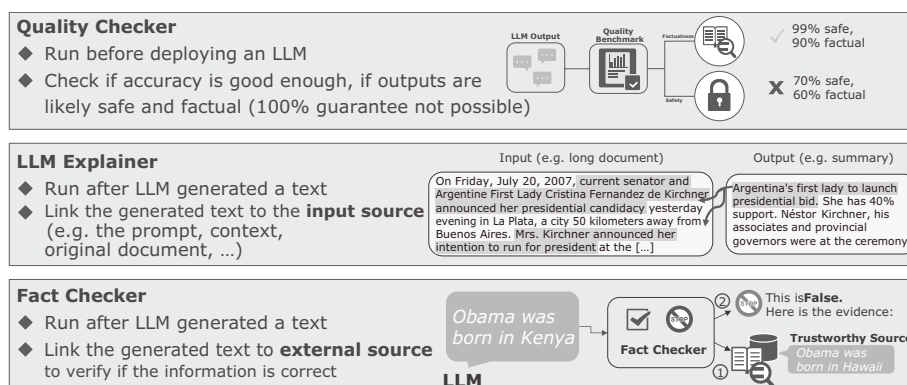 Quality Checker
◆ Run before deploying an LLM
◆ Check if accuracy is good enough, if outputs are
likely safe and factual (100% guarantee not possible)
LLM Output
Quality
Benchmark
Factualness
Safety
✓ 99% safe,
90% factual
X 70% safe,
60% factual
LLM Explainer
◆ Run after LLM generated a text
◆ Link the generated text to the input source
(e.g. the prompt, context,
original document, …)
Input (e.g. long document)
On Friday, July 20, 2007, current senator and
Argentine First Lady Cristina Fernandez de Kirchner
announced her presidential candidacy yesterday
evening in La Plata, a city 50 kilometers away from
Buenos Aires. Mrs. Kirchner announced her
intention to run for president at the […]
Output (e.g. summary)
Argentina's first lady to launch
presidential bid. She has 40%
support. Néstor Kirchner, his
associates and provincial
governors were at the ceremony
Fact Checker
◆ Run after LLM generated a text
◆ Link the generated text to external source
to verify if the information is correct
Obama was
born in Kenya
LLM
STOP
Fact Checker
②
STOP
This is False.
Here is the evidence:
①
Trustworthy Source
Obama was
born in Hawaii